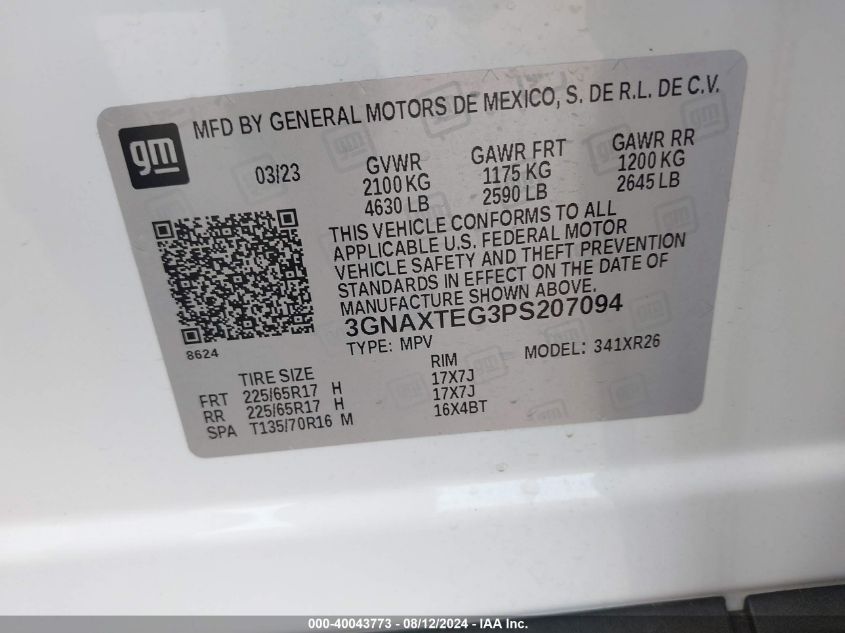 gm
MFD BY GENERAL MOTORS DE MEXICO, S. DE R.L. DE C.V.
03/23
GVWR
2100 KG
4630 LB
GAWR FRT
1175 KG
2590 LB
GAWR RR
1200 KG
2645 LB
THIS VEHICLE CONFORMS TO ALL
APPLICABLE U.S. FEDERAL MOTOR
VEHICLE SAFETY AND THEFT PREVENTION
STANDARDS IN EFFECT ON THE DATE OF
MANUFACTURE SHOWN ABOVE.
8624
3GNAXTEG3PS207094
TYPE: MPV
MODEL: 341XR26
TIRE SIZE RIM
FRT 225/65R17 H 17X7J
RR 225/65R17 H 17X7J
SPA T135/70R16 M 16X4BT
000-40043773 - 08/12/2024 - IAA Inc.